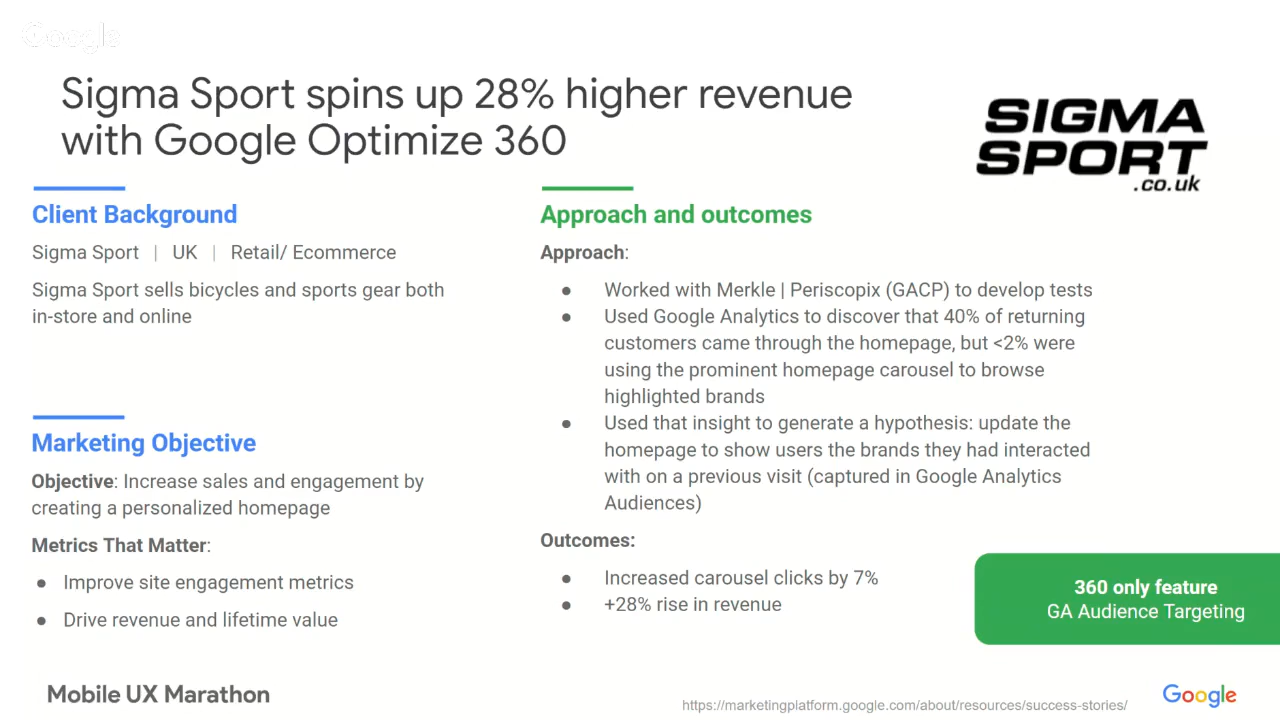 Google
Sigma Sport spins up 28% higher revenue
with Google Optimize 360
SIGMA
SPORT
.co.uk
Client Background
Sigma Sport | UK | Retail/ Ecommerce
Sigma Sport sells bicycles and sports gear both
in-store and online
Marketing Objective
Objective: Increase sales and engagement by
creating a personalized homepage
Metrics That Matter:
● Improve site engagement metrics
● Drive revenue and lifetime value
Approach and outcomes
Approach:
● Worked with Merkle | Periscopix (GACP) to develop tests
● Used Google Analytics to discover that 40% of returning
customers came through the homepage, but <2% were
using the prominent homepage carousel to browse
highlighted brands
● Used that insight to generate a hypothesis: update the
homepage to show users the brands they had interacted
with on a previous visit (captured in Google Analytics
Audiences)
Outcomes:
● Increased carousel clicks by 7%
● +28% rise in revenue
360 only feature
GA Audience Targeting
Mobile UX Marathon
https://marketingplatform.google.com/about/resources/success-stories/
Google